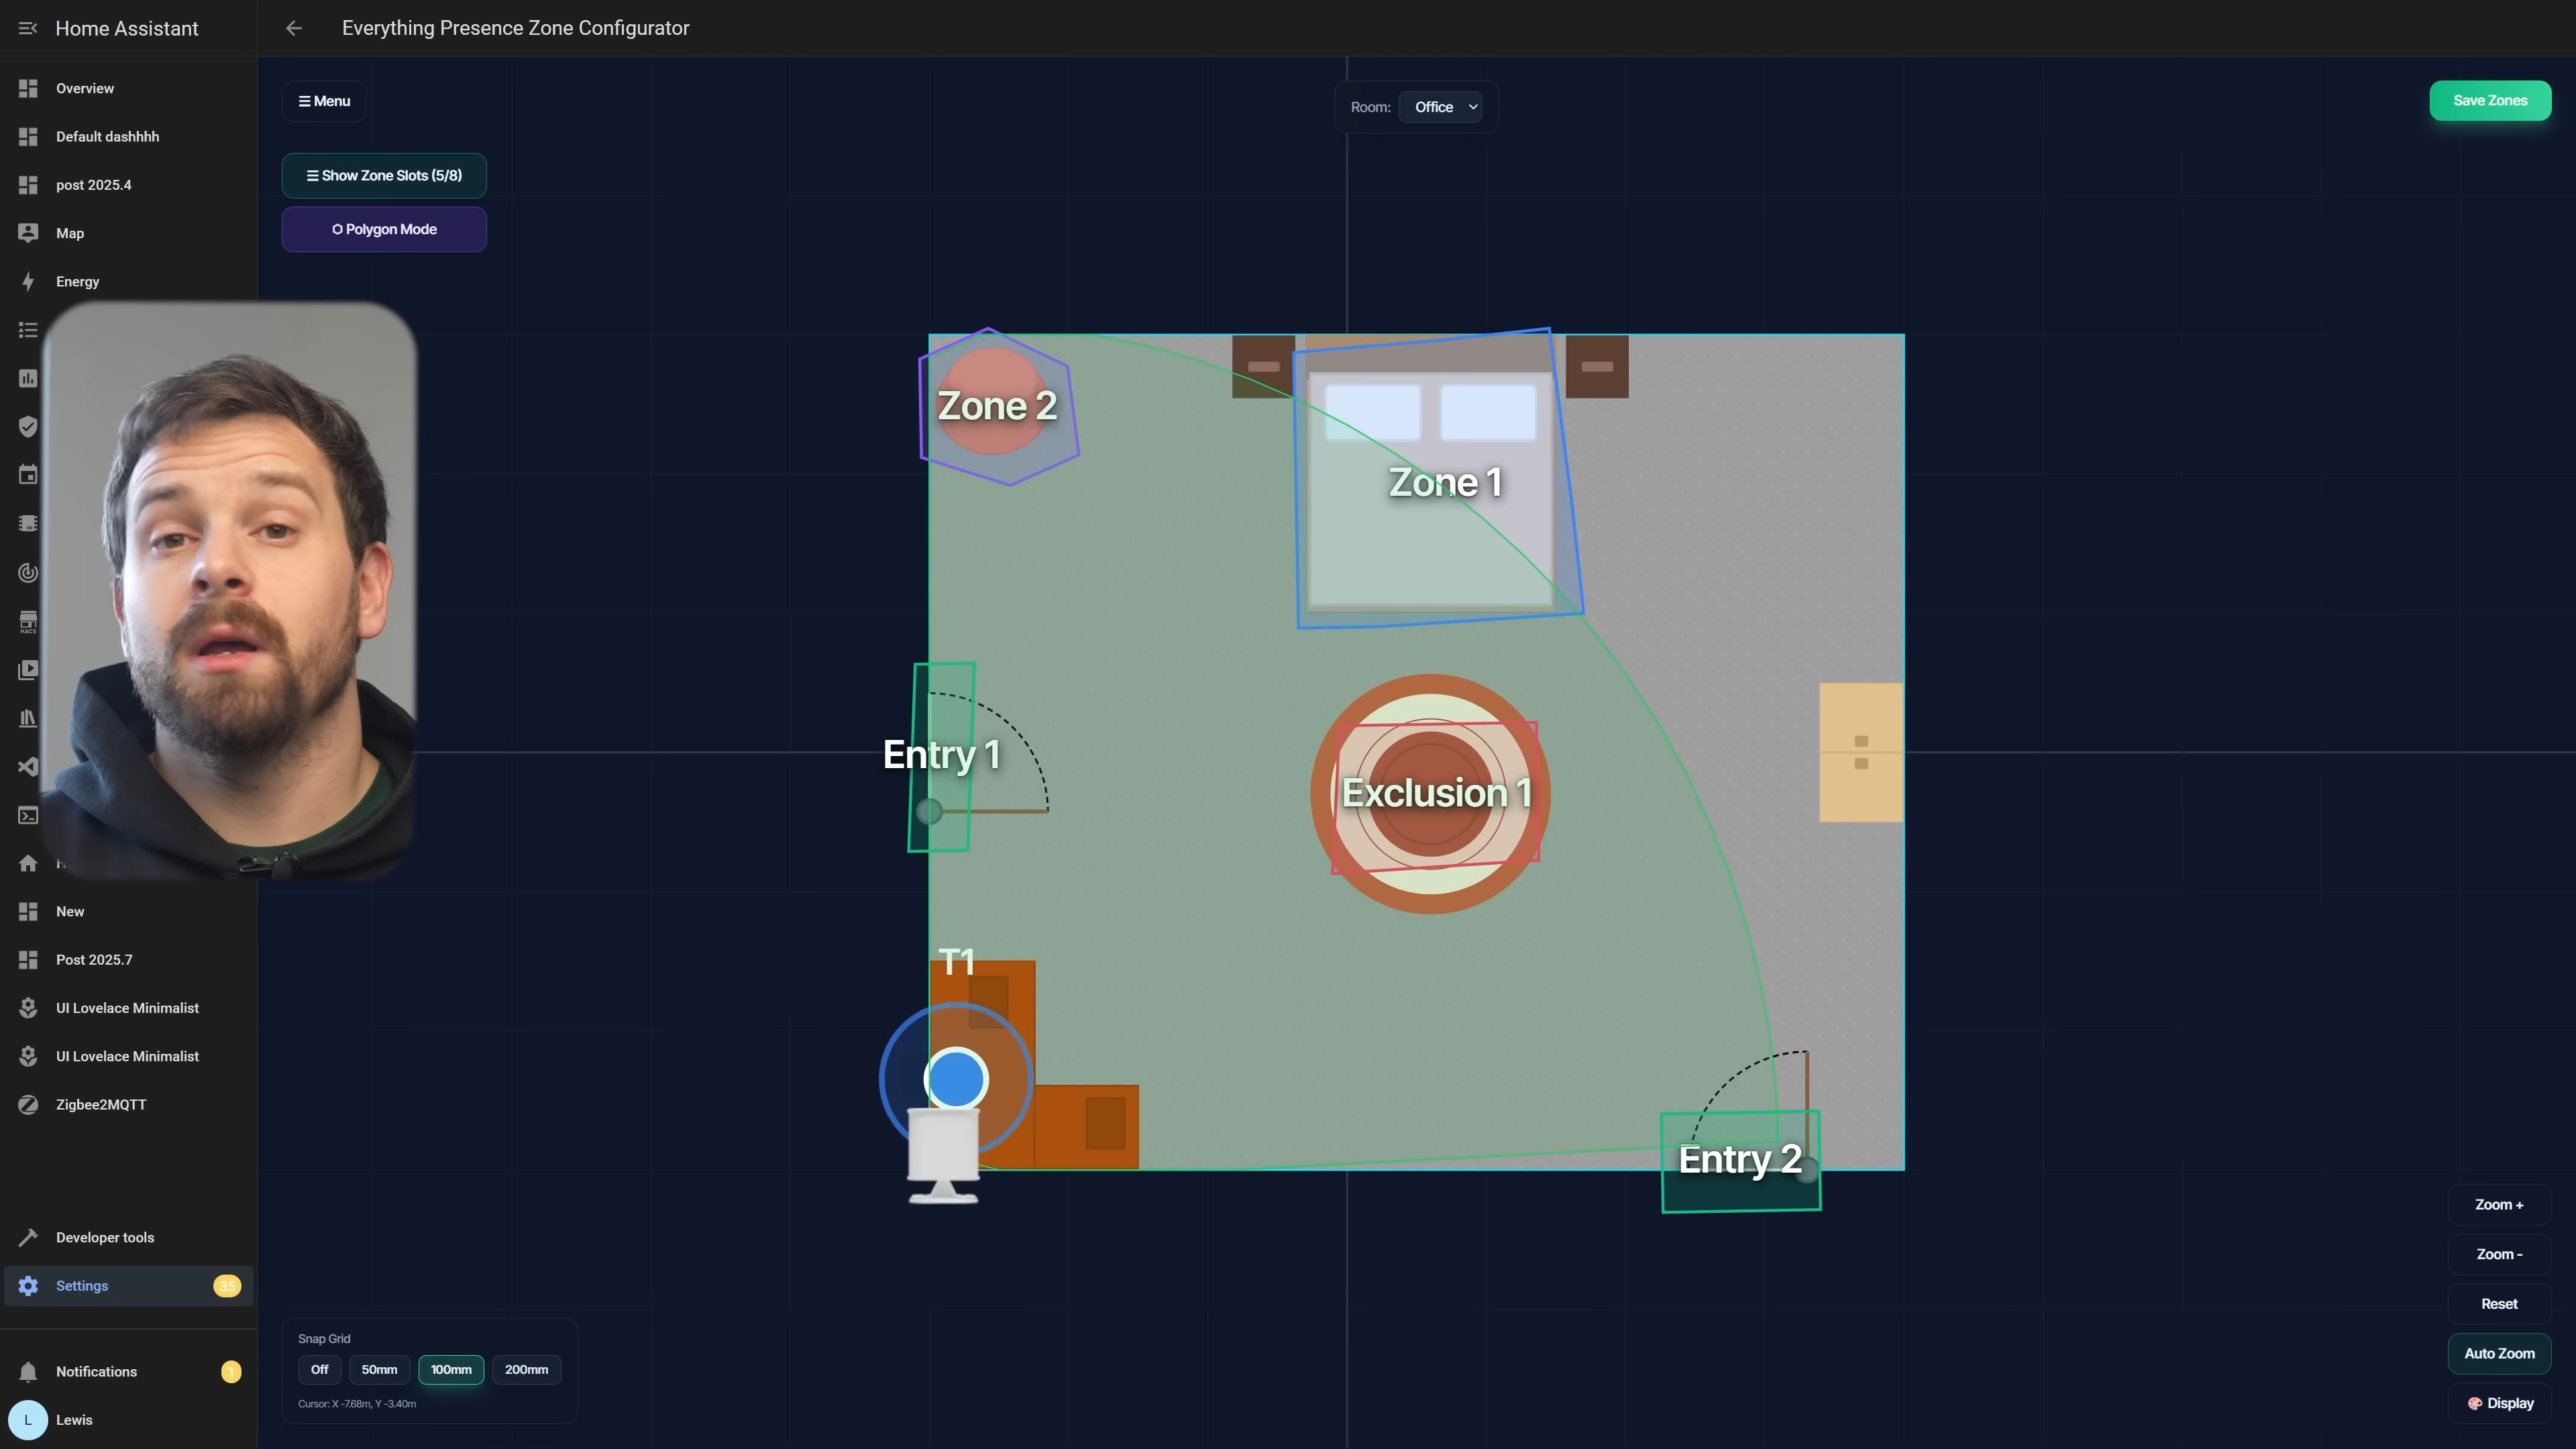 Home Assistant
Everything Presence Zone Configurator
Overview
Default dashhhh
post 2025.4
Map
Energy
HACS
New
Post 2025.7
UI Lovelace Minimalist
UI Lovelace Minimalist
Zigbee2MQTT
Developer tools
Settings
35
Notifications
1
L
Lewis
☰ Menu
☰ Show Zone Slots (5/8)
Polygon Mode
Room:
Office
Save Zones
Zone 2
Zone 1
Entry 1
Exclusion 1
T1
Entry 2
Snap Grid
Off
50mm
100mm
200mm
Cursor: X -7.68m, Y -3.40m
Zoom +
Zoom -
Reset
Auto Zoom
Display